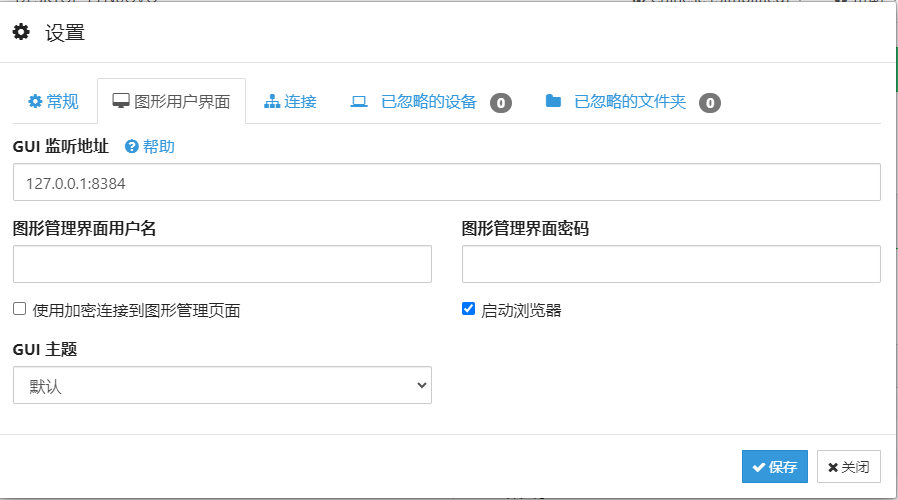 设置
常规 图形用户界面 连接 已忽略的设备 0 已忽略的文件夹 0
GUI 监听地址 帮助
127.0.0.1:8384
图形管理界面用户名 图形管理界面密码
使用加密连接到图形管理页面 启动浏览器
GUI 主题
默认
保存 关闭